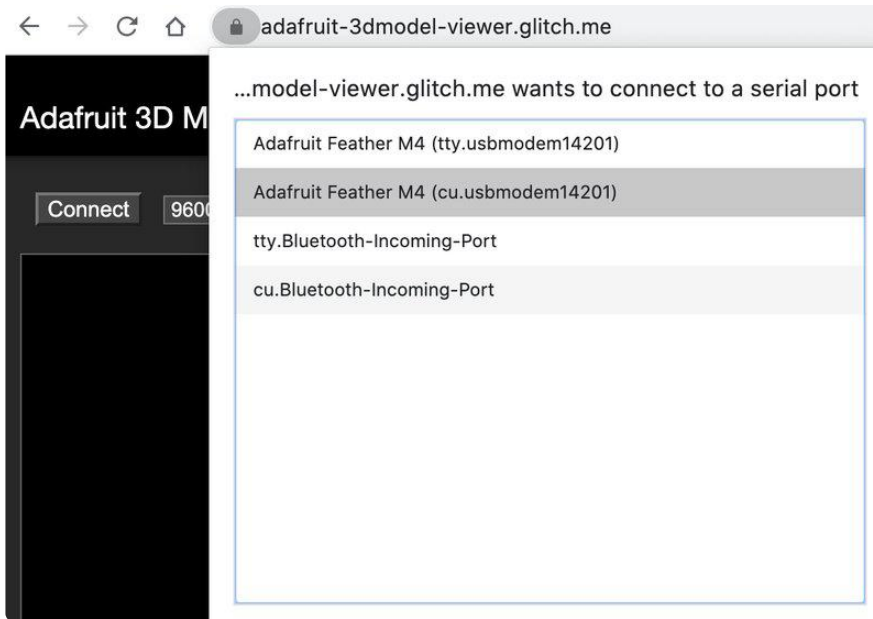 adafruit-3dmodel-viewer.glitch.me
...model-viewer.glitch.me wants to connect to a serial port
Adafruit 3D M
Adafruit Feather M4 (tty.usbmodem14201)
Adafruit Feather M4 (cu.usbmodem14201)
Connect
tty.Bluetooth-Incoming-Port
cu.Bluetooth-Incoming-Port